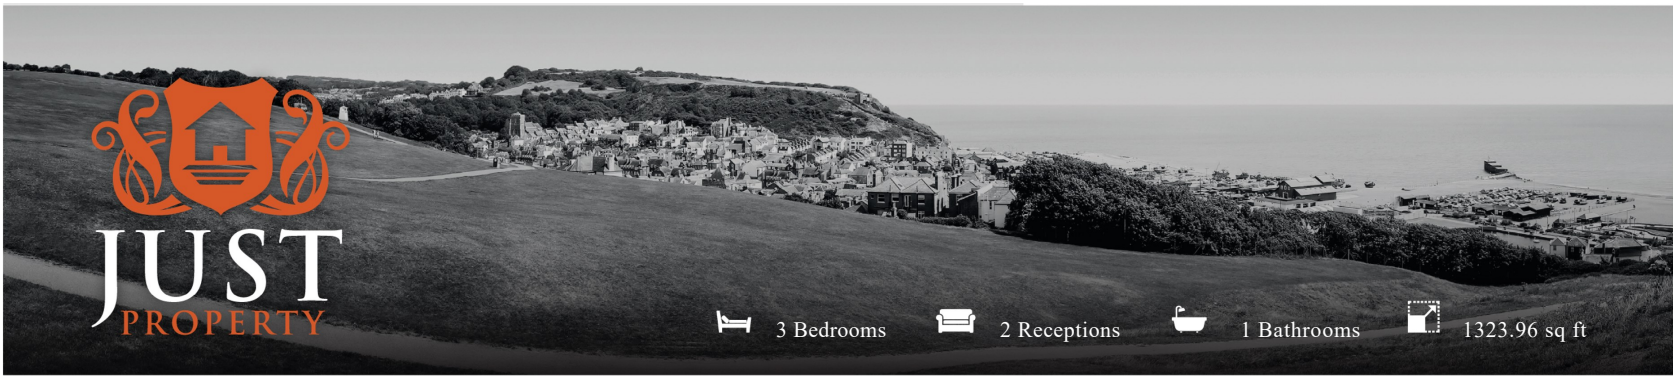 JUST
PROPERTY
3 Bedrooms
2 Receptions
1 Bathrooms
1323.96 sq ft